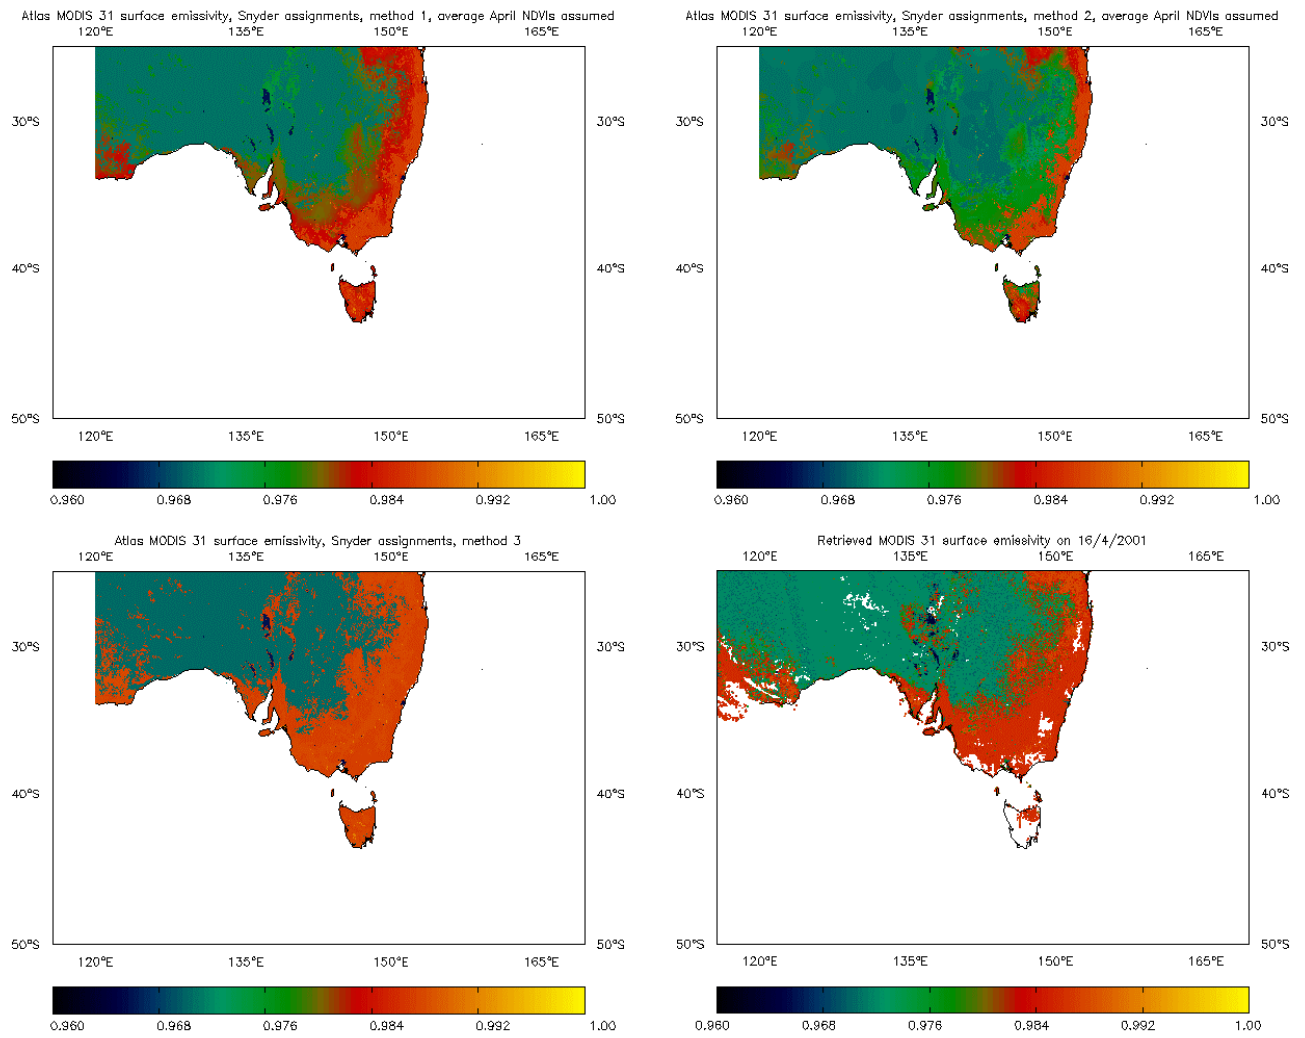 Atlas MODIS 31 surface emissivity, Snyder assignments, method 1, average April NDVIs assumed
120°E 135°E 150°E 165°E
30°S 30°S
40°S 40°S
50°S 50°S
120°E 135°E 150°E 165°E
0.960 0.968 0.976 0.984 0.992 1.00
Atlas MODIS 31 surface emissivity, Snyder assignments, method 2, average April NDVIs assumed
120°E 135°E 150°E 165°E
30°S 30°S
40°S 40°S
50°S 50°S
120°E 135°E 150°E 165°E
0.960 0.968 0.976 0.984 0.992 1.00
Atlas MODIS 31 surface emissivity, Snyder assignments, method 3
120°E 135°E 150°E 165°E
30°S 30°S
40°S 40°S
50°S 50°S
120°E 135°E 150°E 165°E
0.960 0.968 0.976 0.984 0.992 1.00
Retrieved MODIS 31 surface emissivity on 16/4/2001
120°E 135°E 150°E 165°E
30°S 30°S
40°S 40°S
50°S 50°S
120°E 135°E 150°E 165°E
0.960 0.968 0.976 0.984 0.992 1.00